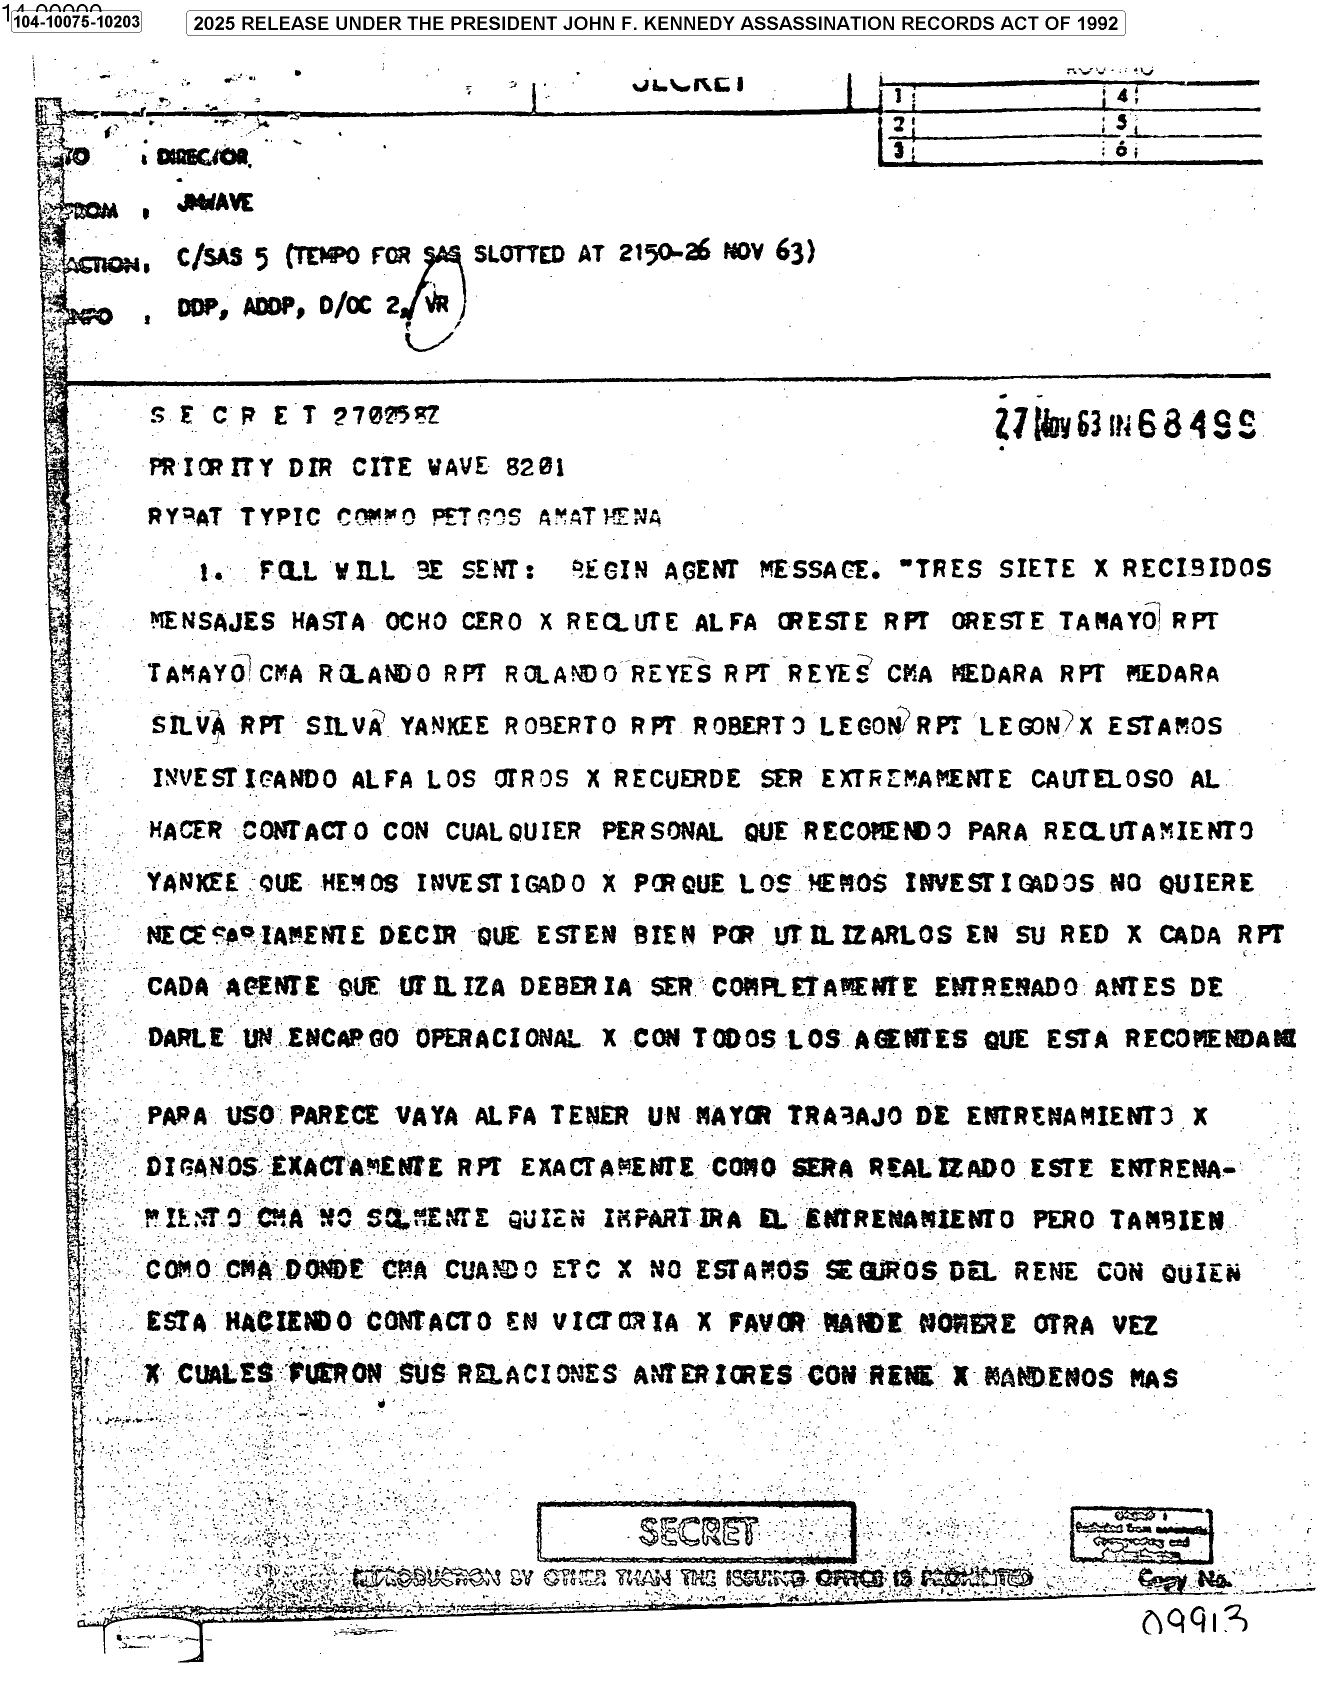 104-10075-10203
2025 RELEASE UNDER THE PRESIDENT JOHN F. KENNEDY ASSASSINATION RECORDS ACT OF 1992
SECRET
1 4
2 5
3 6
TO : DIRECTOR
FROM : JMWAVE
ACTION: C/SAS 5 (TEMPO FOR SAS SLOTTED AT 2150-26 NOV 63)
INFO : DDP, ADDP, D/OC 2, VR
S E C R E T 270058Z
27 Nov 63 IN 68499
PRIORITY DIR CITE WAVE 8201
RYBAT TYPIC COMMO AMATHENA
1. FOLL WILL BE SENT: BEGIN AGENT MESSAGE. "TRES SIETE X RECIBIDOS
MENSAJES HASTA OCHO CERO X RECLUTE ALFA ORESTE RPT ORESTE TAMAYO RPT
TAMAYO CMA ROLANDO RPT ROLANDO REYES RPT REYES CMA MEDARA RPT MEDARA
SILVA RPT SILVA YANKEE ROBERTO RPT ROBERTO LEGON RPT LEGON X ESTAMOS
INVESTIGANDO ALFA LOS OTROS X RECUERDE SER EXTREMAMENTE CAUTELOSO AL
HACER CONTACTO CON CUALQUIER PERSONAL QUE RECOMENDO PARA RECLUTAMIENTO
YANKEE QUE HEMOS INVESTIGADO X PORQUE LOS HEMOS INVESTIGADOS NO QUIERE
NECESARIAMENTE DECIR QUE ESTEN BIEN POR UTILIZARLOS EN SU RED X CADA RPT
CADA AGENTE QUE UTILIZA DEBERIA SER COMPLETAMENTE ENTRENADO ANTES DE
DARLE UN ENCARGO OPERACIONAL X CON TODOS LOS AGENTES QUE ESTA
PARA USO PARECE VAYA ALFA TENER UN MAYOR TRABAJO DE ENTRENAMIENTO X
DIGANOS EXACTAMENTE RPT EXACTAMENTE COMO SERA REALIZADO ESTE ENTRENA-
MIENTO CMA NO SOLMENTE QUIEN IMPARTIRA EL ENTRENAMIENTO PERO TAMBIEN
COMO CMA DONDE CMA CUANDO ETC X NO ESTAMOS SEGUROS DEL RENE CON QUIEN
ESTA HACIENDO CONTACTO EN VICTORIA X FAVOR MANDE NOMBRE OTRA VEZ
X CUALES FUERON SUS RELACIONES ANTERIORES CON RENE X MANDENOS MAS
SECRET
REPRODUCTION BY OTHER THAN THE ISSUING OFFICE IS PROHIBITED
Copy No.
09913